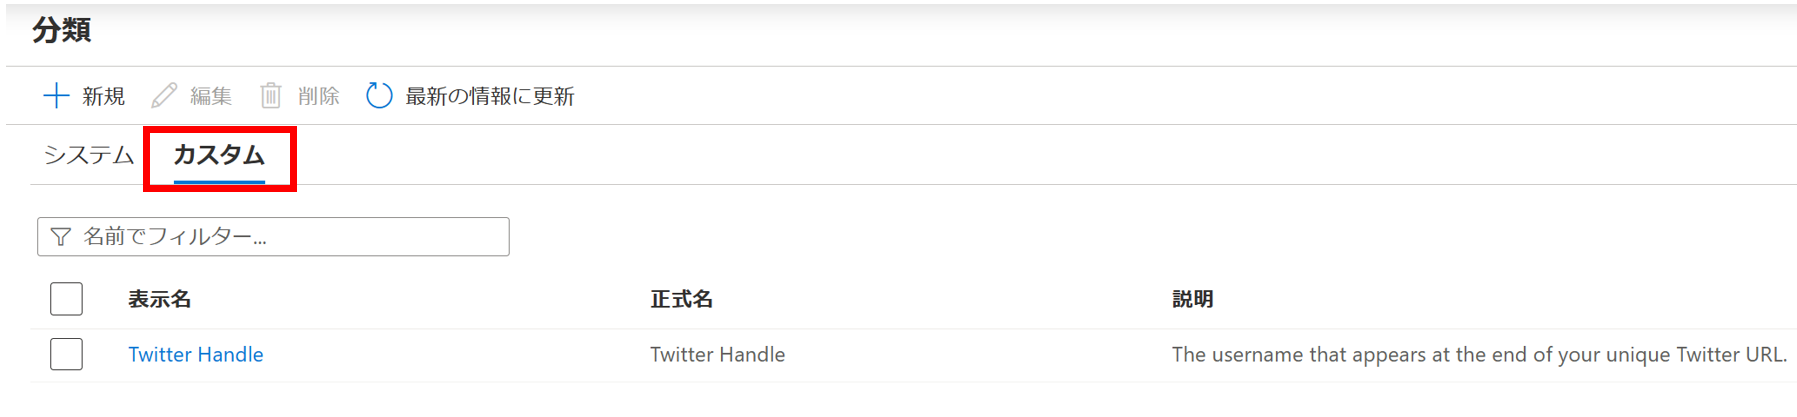 分類
新規 編集 削除 最新の情報に更新
システム カスタム
名前でフィルター...
表示名 正式名 説明
Twitter Handle Twitter Handle The username that appears at the end of your unique Twitter URL.